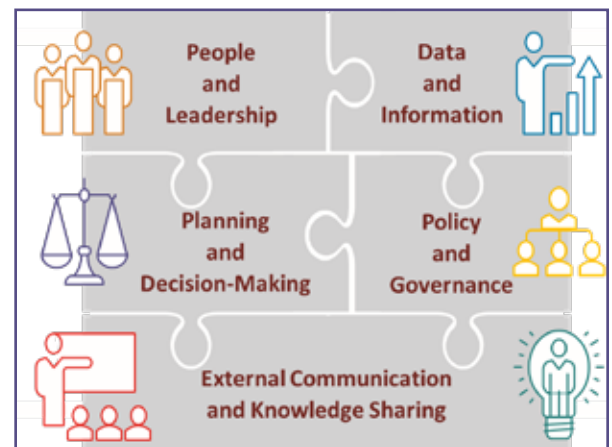 People
and
Leadership
Data
and
Information
Planning
and
Decision-Making
Policy
and
Governance
External Communication
and Knowledge Sharing